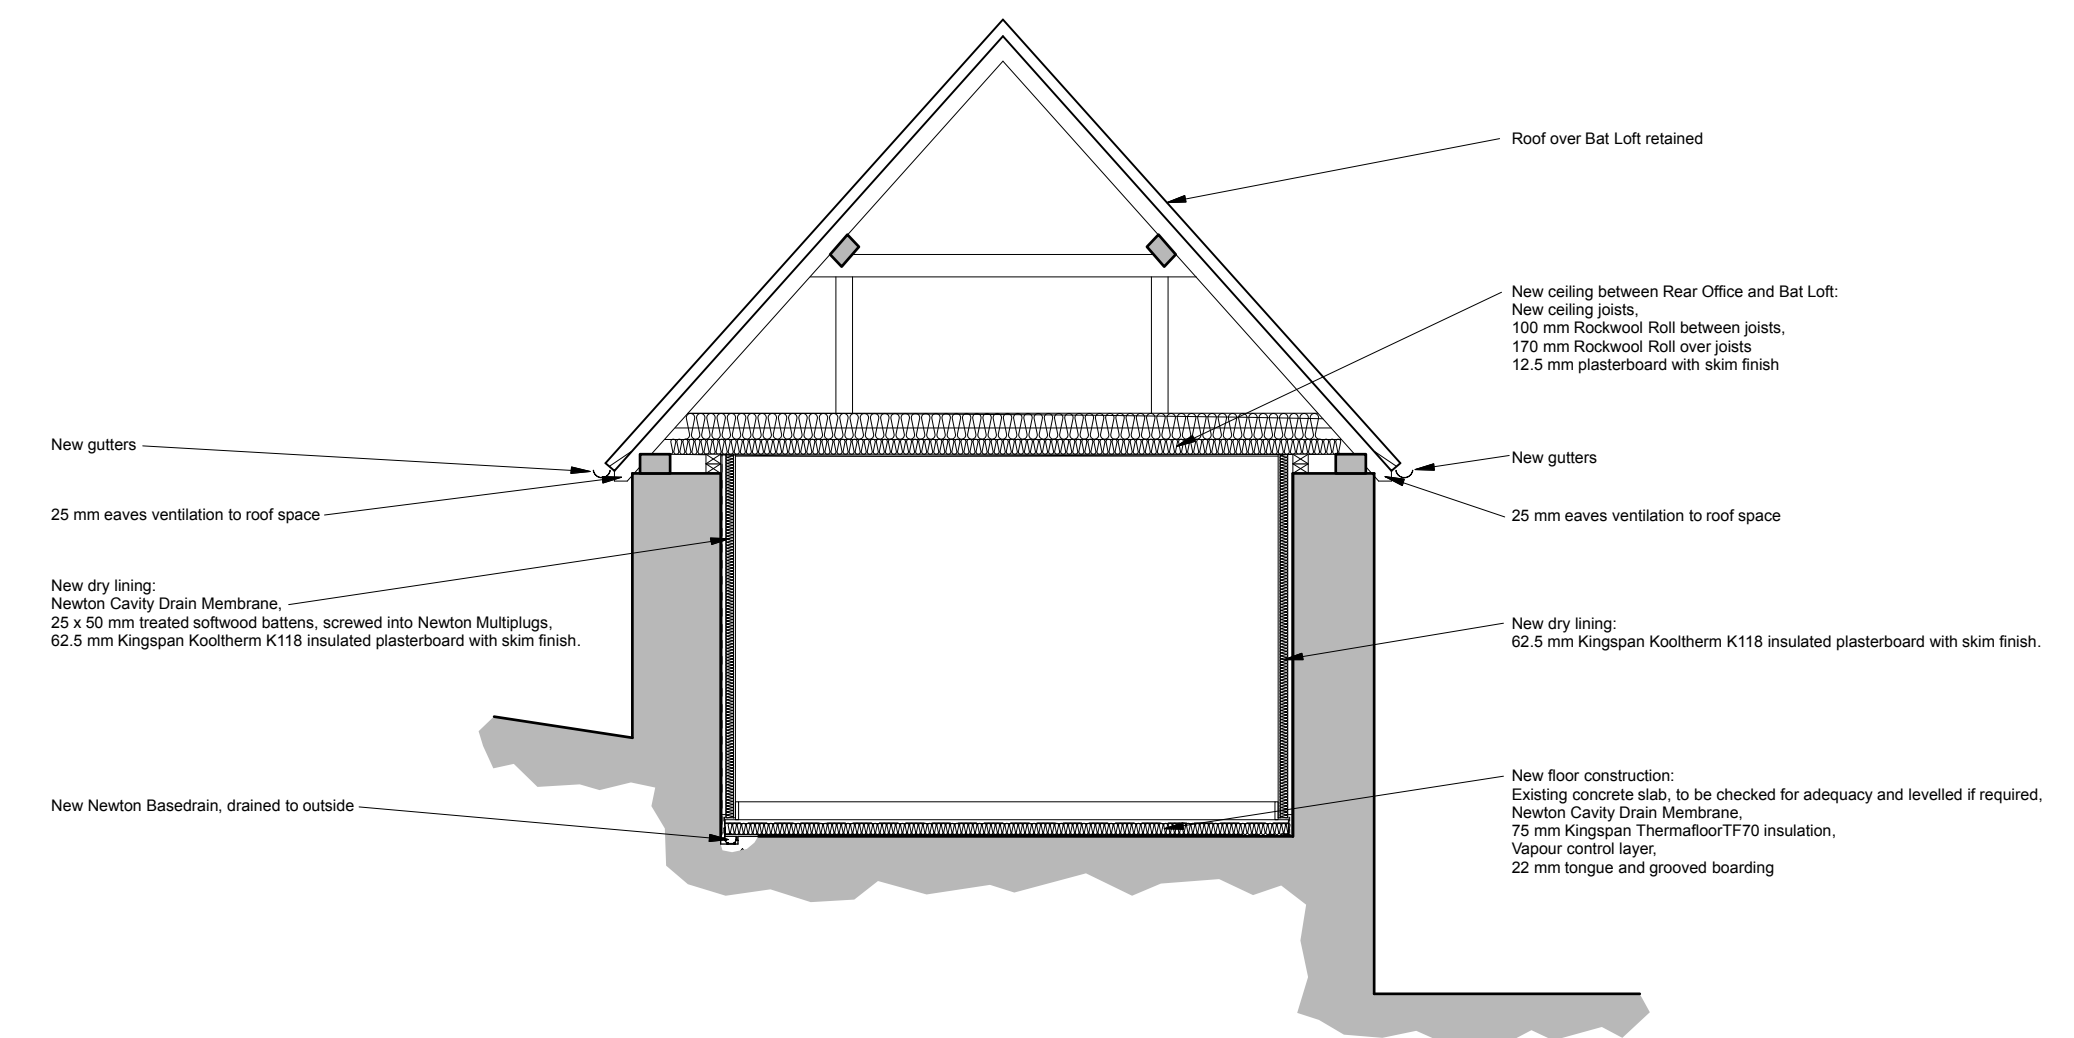 Roof over Bat Loft retained
New ceiling between Rear Office and Bat Loft:
New ceiling joists,
100 mm Rockwool Roll between joists,
170 mm Rockwool Roll over joists
12.5 mm plasterboard with skim finish
New gutters
New gutters
25 mm eaves ventilation to roof space
25 mm eaves ventilation to roof space
New dry lining:
Newton Cavity Drain Membrane,
25 x 50 mm treated softwood battens, screwed into Newton Multiplugs,
62.5 mm Kingspan Kooltherm K118 insulated plasterboard with skim finish.
New dry lining:
62.5 mm Kingspan Kooltherm K118 insulated plasterboard with skim finish.
New Newton Basedrain, drained to outside
New floor construction:
Existing concrete slab, to be checked for adequacy and levelled if required,
Newton Cavity Drain Membrane,
75 mm Kingspan ThermafloorTF70 insulation,
Vapour control layer,
22 mm tongue and grooved boarding